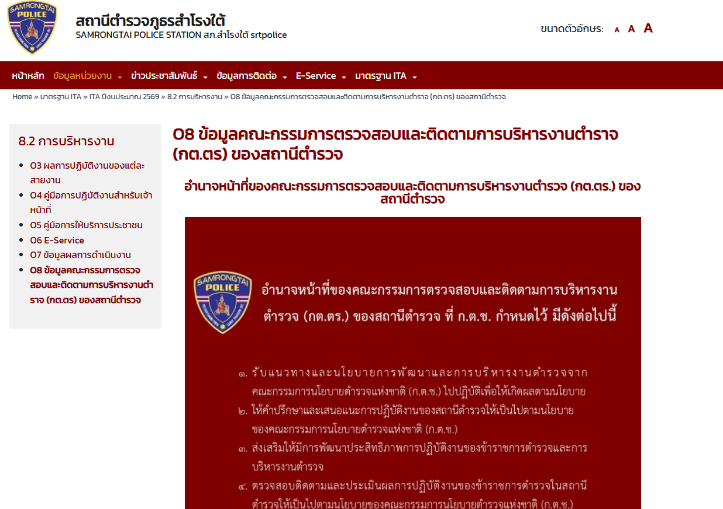 SAMRONGTAI
POLICE
สถานีตำรวจภูธรสำโรงใต้
SAMRONGTAI POLICE STATION สภ.สำโรงใต้ srtpolice
ขนาดตัวอักษร: A A A
หน้าหลัก ข้อมูลหน่วยงาน ข่าวประชาสัมพันธ์ ข้อมูลการติดต่อ E-Service มาตรฐาน ITA
Home » มาตรฐาน ITA » ITA ปีงบประมาณ 2569 » 8.2 การบริหารงาน » O8 ข้อมูลคณะกรรมการตรวจสอบและติดตามการบริหารงานตำราจ (กต.ตร) ของสถานีตำรวจ
8.2 การบริหารงาน
O3 ผลการปฏิบัติงานของแต่ละ
สายงาน
O4 คู่มือการปฏิบัติงานสำหรับเจ้า
หน้าที่
O5 คู่มือการให้บริการประชาชน
O6 E-Service
O7 ข้อมูลผลการดำเนินงาน
O8 ข้อมูลคณะกรรมการตรวจ
สอบและติดตามการบริหารงานตำ
ราจ (กต.ตร) ของสถานีตำรวจ
O8 ข้อมูลคณะกรรมการตรวจสอบและติดตามการบริหารงานตำราจ
(กต.ตร) ของสถานีตำรวจ
อำนาจหน้าที่ของคณะกรรมการตรวจสอบและติดตามการบริหารงานตำรวจ (กต.ตร.) ของ
สถานีตำรวจ
SAMRONGTAI
POLICE
อำนาจหน้าที่ของคณะกรรมการตรวจสอบและติดตามการบริหารงาน
ตำรวจ (กต.ตร.) ของสถานีตำรวจ ที่ ก.ต.ช. กำหนดไว้ มีดังต่อไปนี้
๑. รับแนวทางและนโยบายการพัฒนาและการบริหารงานตำรวจจาก
คณะกรรมการนโยบายตำรวจแห่งชาติ (ก.ต.ช.) ไปปฏิบัติเพื่อให้เกิดผลตามนโยบาย
๒. ให้คำปรึกษาและเสนอแนะการปฏิบัติงานของสถานีตำรวจให้เป็นไปตามนโยบาย
ของคณะกรรมการนโยบายตำรวจแห่งชาติ (ก.ต.ช.)
๓. ส่งเสริมให้มีการพัฒนาประสิทธิภาพการปฏิบัติงานของข้าราชการตำรวจและการ
บริหารงานตำรวจ
๔. ตรวจสอบติดตามและประเมินผลการปฏิบัติงานของข้าราชการตำรวจในสถานี
ตำรวจให้เป็นไปตามนโยบายของคณะกรรมการนโยบายตำรวจแห่งชาติ (ก.ต.ช.)